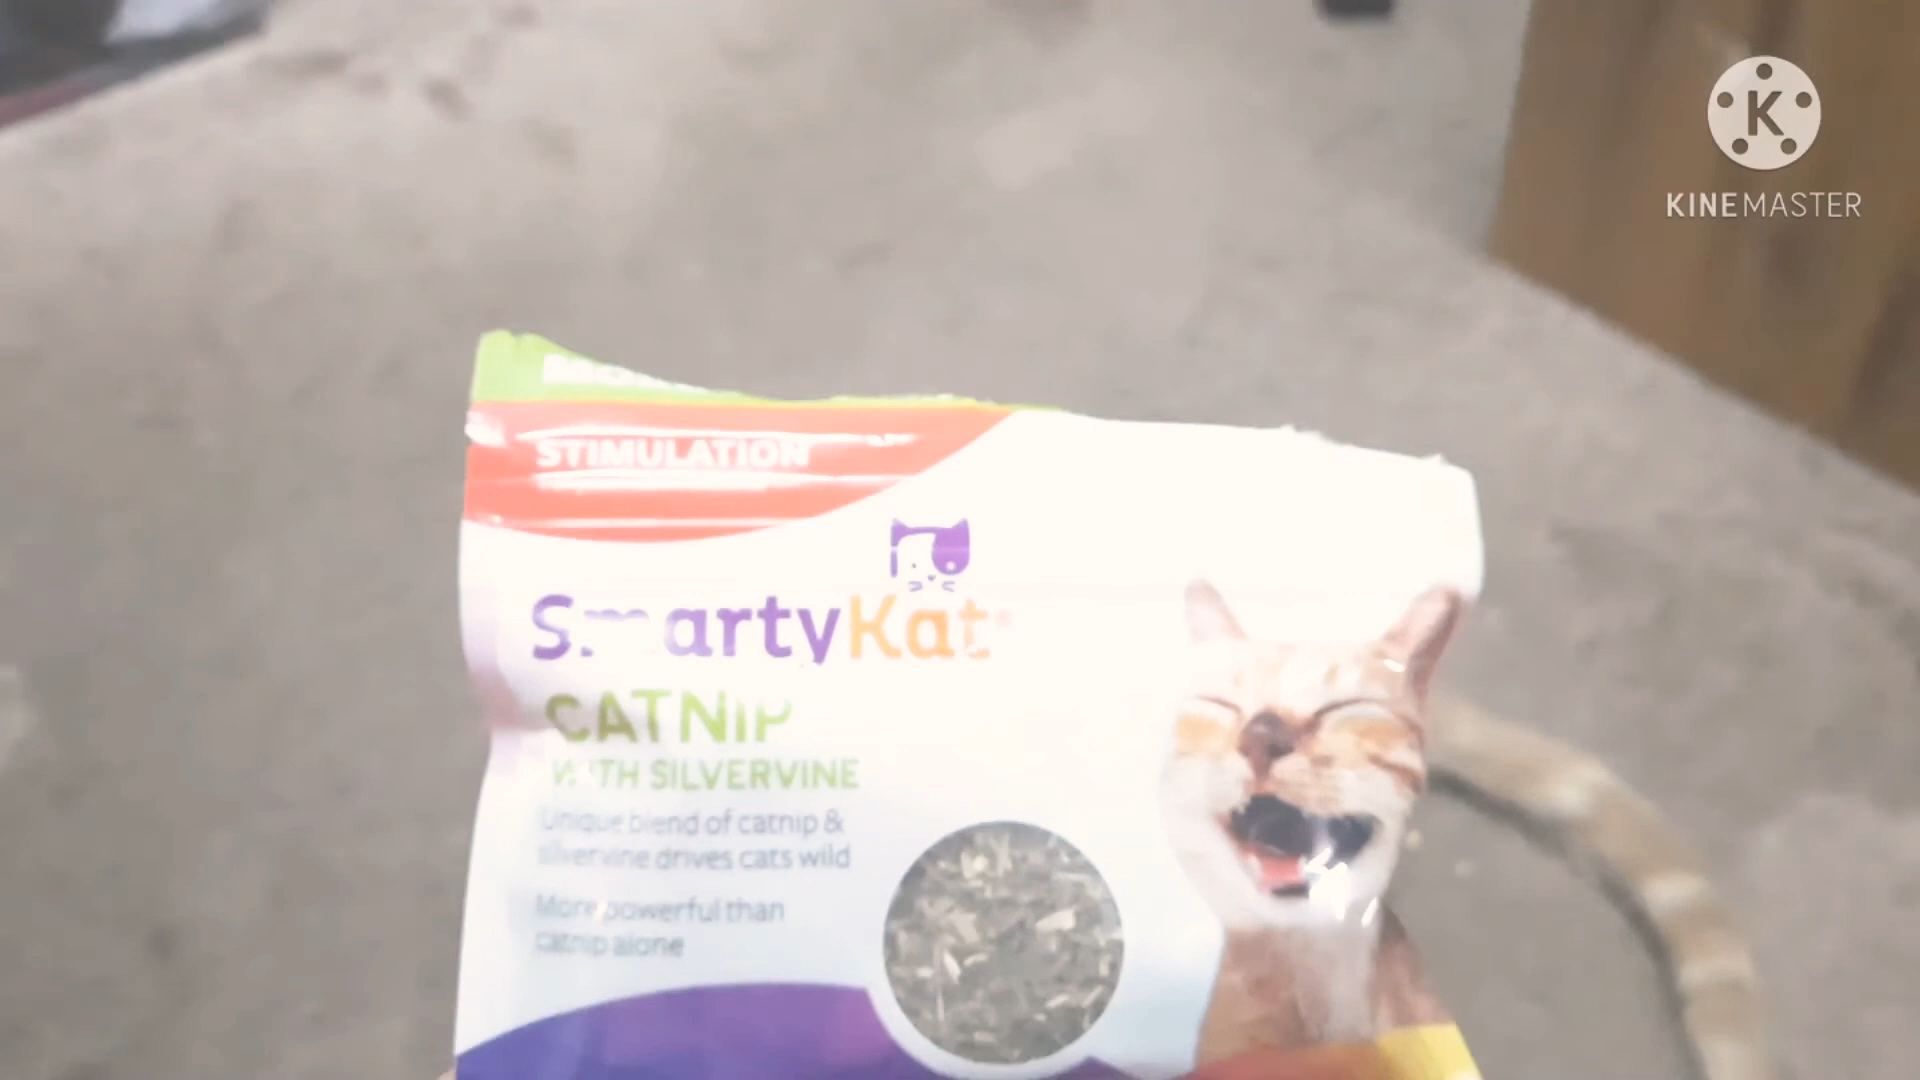 K
KINEMASTER
STIMULATION
SmartyKat
CATNIP
WITH SILVERVINE
Unique blend of catnip &
silvervine drives cats wild
More powerful than
catnip alone